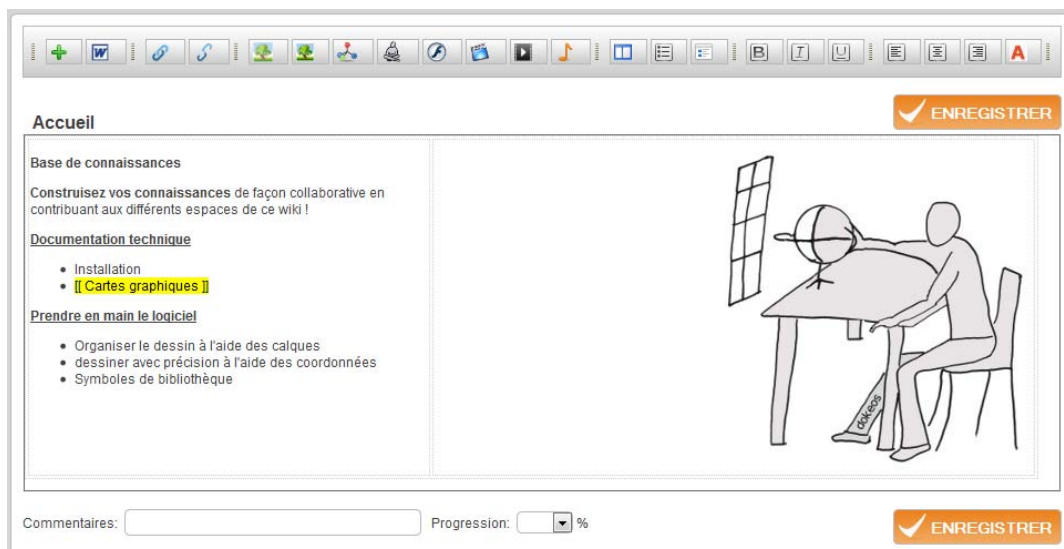 B I U A
Accueil
ENREGISTRER
Base de connaissances
Construisez vos connaissances de façon collaborative en
contribuant aux différents espaces de ce wiki !
Documentation technique
Installation
[[ Cartes graphiques ]]
Prendre en main le logiciel
Organiser le dessin à l'aide des calques
dessiner avec précision à l'aide des coordonnées
Symboles de bibliothèque
dokeos
Commentaires: Progression: %
ENREGISTRER